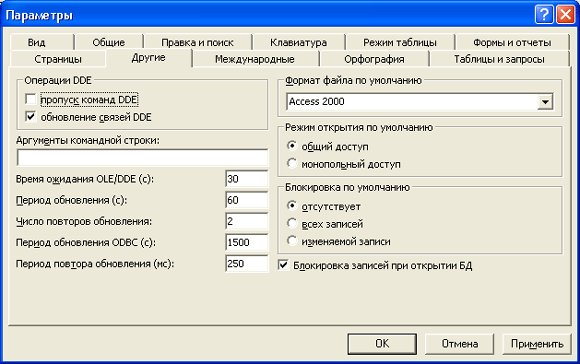 Параметры
Вид
Общие
Правка и поиск
Клавиатура
Режим таблицы
Формы и отчеты
Страницы
Другие
Международные
Орфография
Таблицы и запросы
Операции DDE
пропуск команд DDE
обновление связей DDE
Аргументы командной строки:
Время ожидания OLE/DDE (с):
30
Период обновления (с):
60
Число повторов обновления:
2
Период обновления ODBC (с):
1500
Период повтора обновления (мс):
250
Формат файла по умолчанию
Access 2000
Режим открытия по умолчанию
общий доступ
монопольный доступ
Блокировка по умолчанию
отсутствует
всех записей
изменяемой записи
Блокировка записей при открытии БД
OK
Отмена
Применить